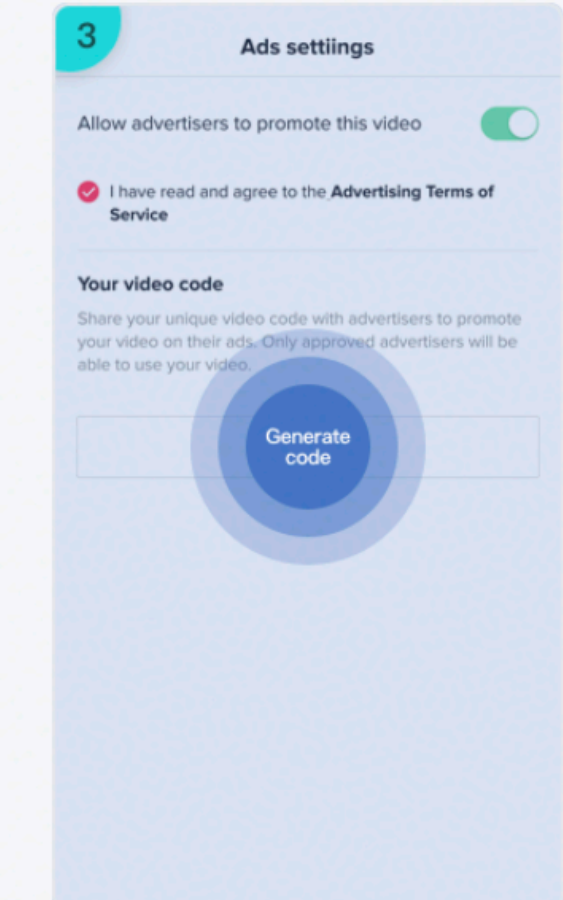 3
Ads settiings
Allow advertisers to promote this video
I have read and agree to the Advertising Terms of
Service
Your video code
Share your unique video code with advertisers to promote
your video on their ads. Only approved advertisers will be
able to use your video.
Generate
code